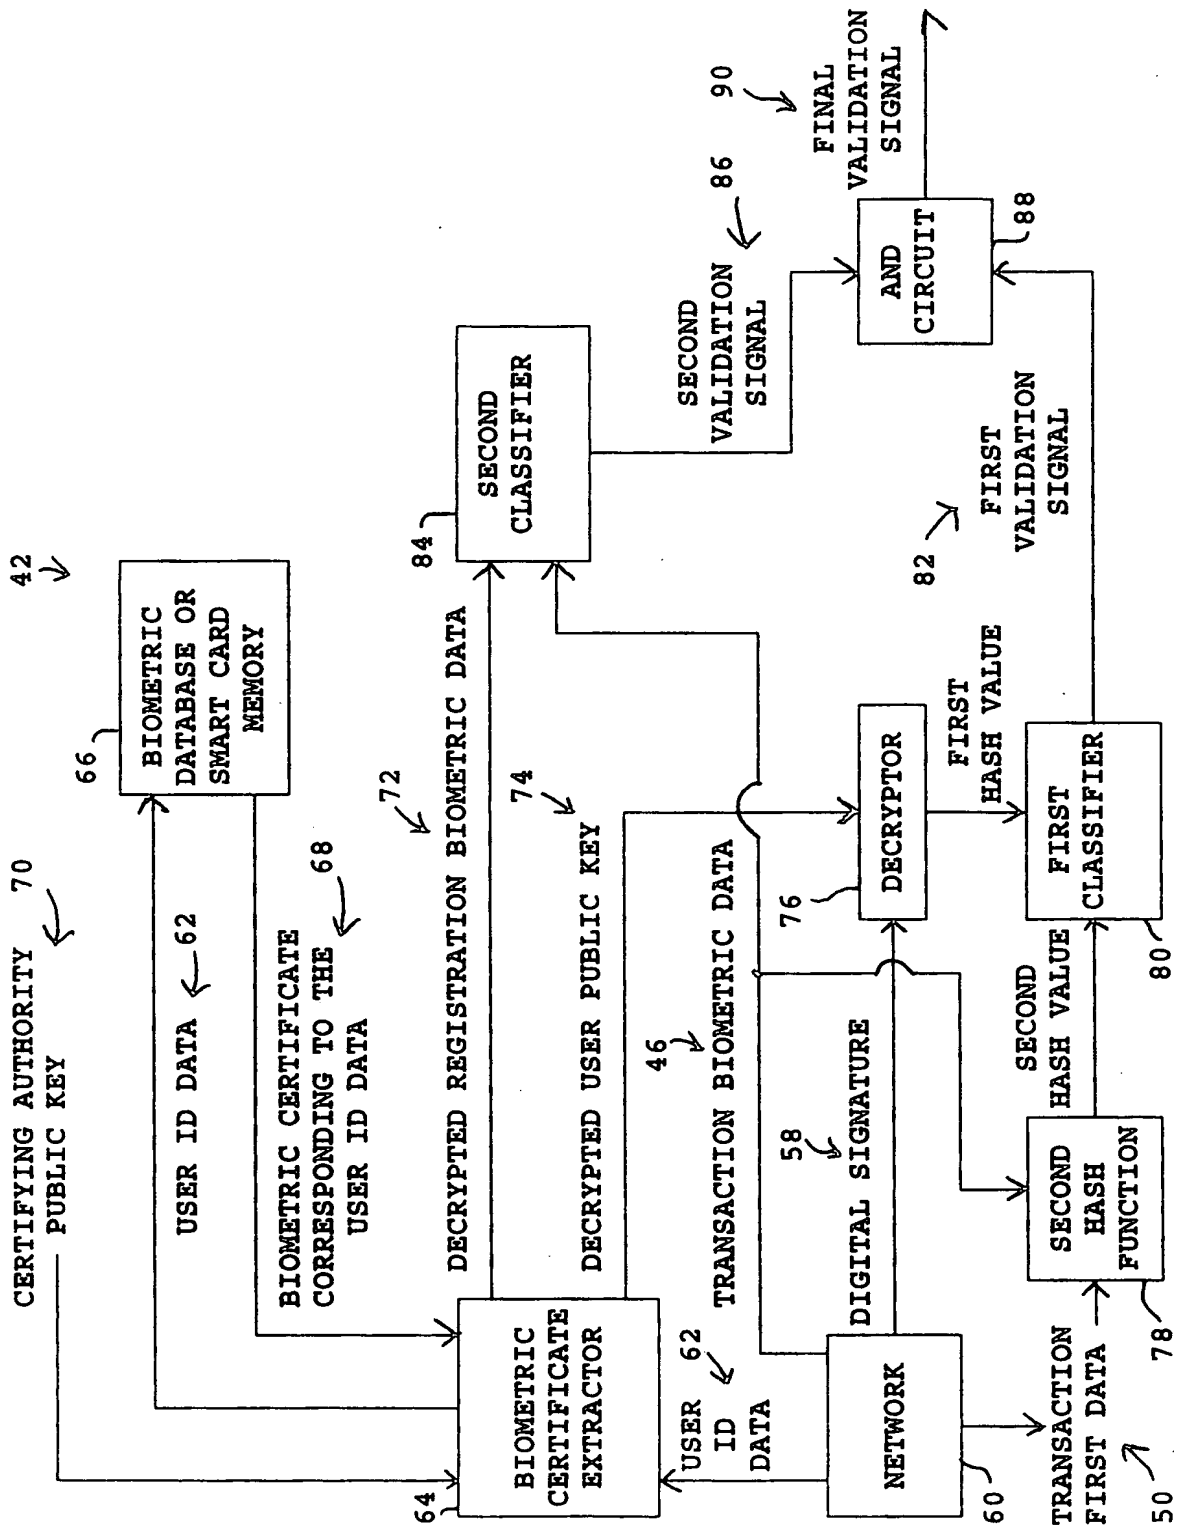 42
CERTIFYING AUTHORITY
PUBLIC KEY
70
66
BIOMETRIC
DATABASE OR
SMART CARD
MEMORY
USER ID DATA
62
BIOMETRIC CERTIFICATE
CORRESPONDING TO THE
USER ID DATA
68
64
BIOMETRIC
CERTIFICATE
EXTRACTOR
DECRYPTED REGISTRATION BIOMETRIC DATA
72
DECRYPTED USER PUBLIC KEY
74
84
SECOND
CLASSIFIER
USER
ID
DATA
62
TRANSACTION BIOMETRIC DATA
46
SECOND
VALIDATION
SIGNAL
86
60
NETWORK
DIGITAL SIGNATURE
58
76
DECRYPTOR
FIRST
HASH VALUE
AND
CIRCUIT
88
FINAL
VALIDATION
SIGNAL
90
TRANSACTION
FIRST DATA
50
SECOND
HASH
FUNCTION
78
SECOND
HASH VALUE
FIRST
CLASSIFIER
80
FIRST
VALIDATION
SIGNAL
82